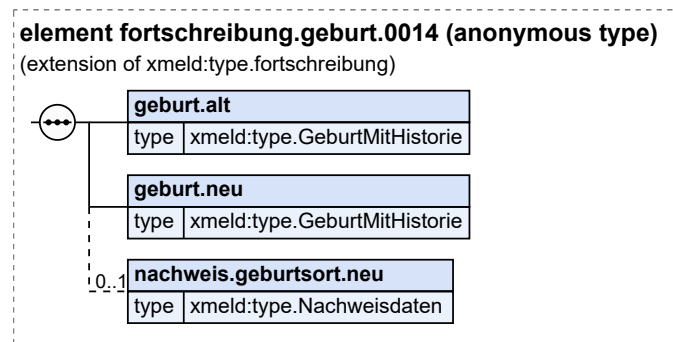 element fortschreibung.geburt.0014 (anonymous type)
(extension of xmeld:type.fortschreibung)
geburt.alt
type xmeld:type.GeburtMitHistorie
geburt.neu
type xmeld:type.GeburtMitHistorie
0..1 nachweis.geburtsort.neu
type xmeld:type.Nachweisdaten